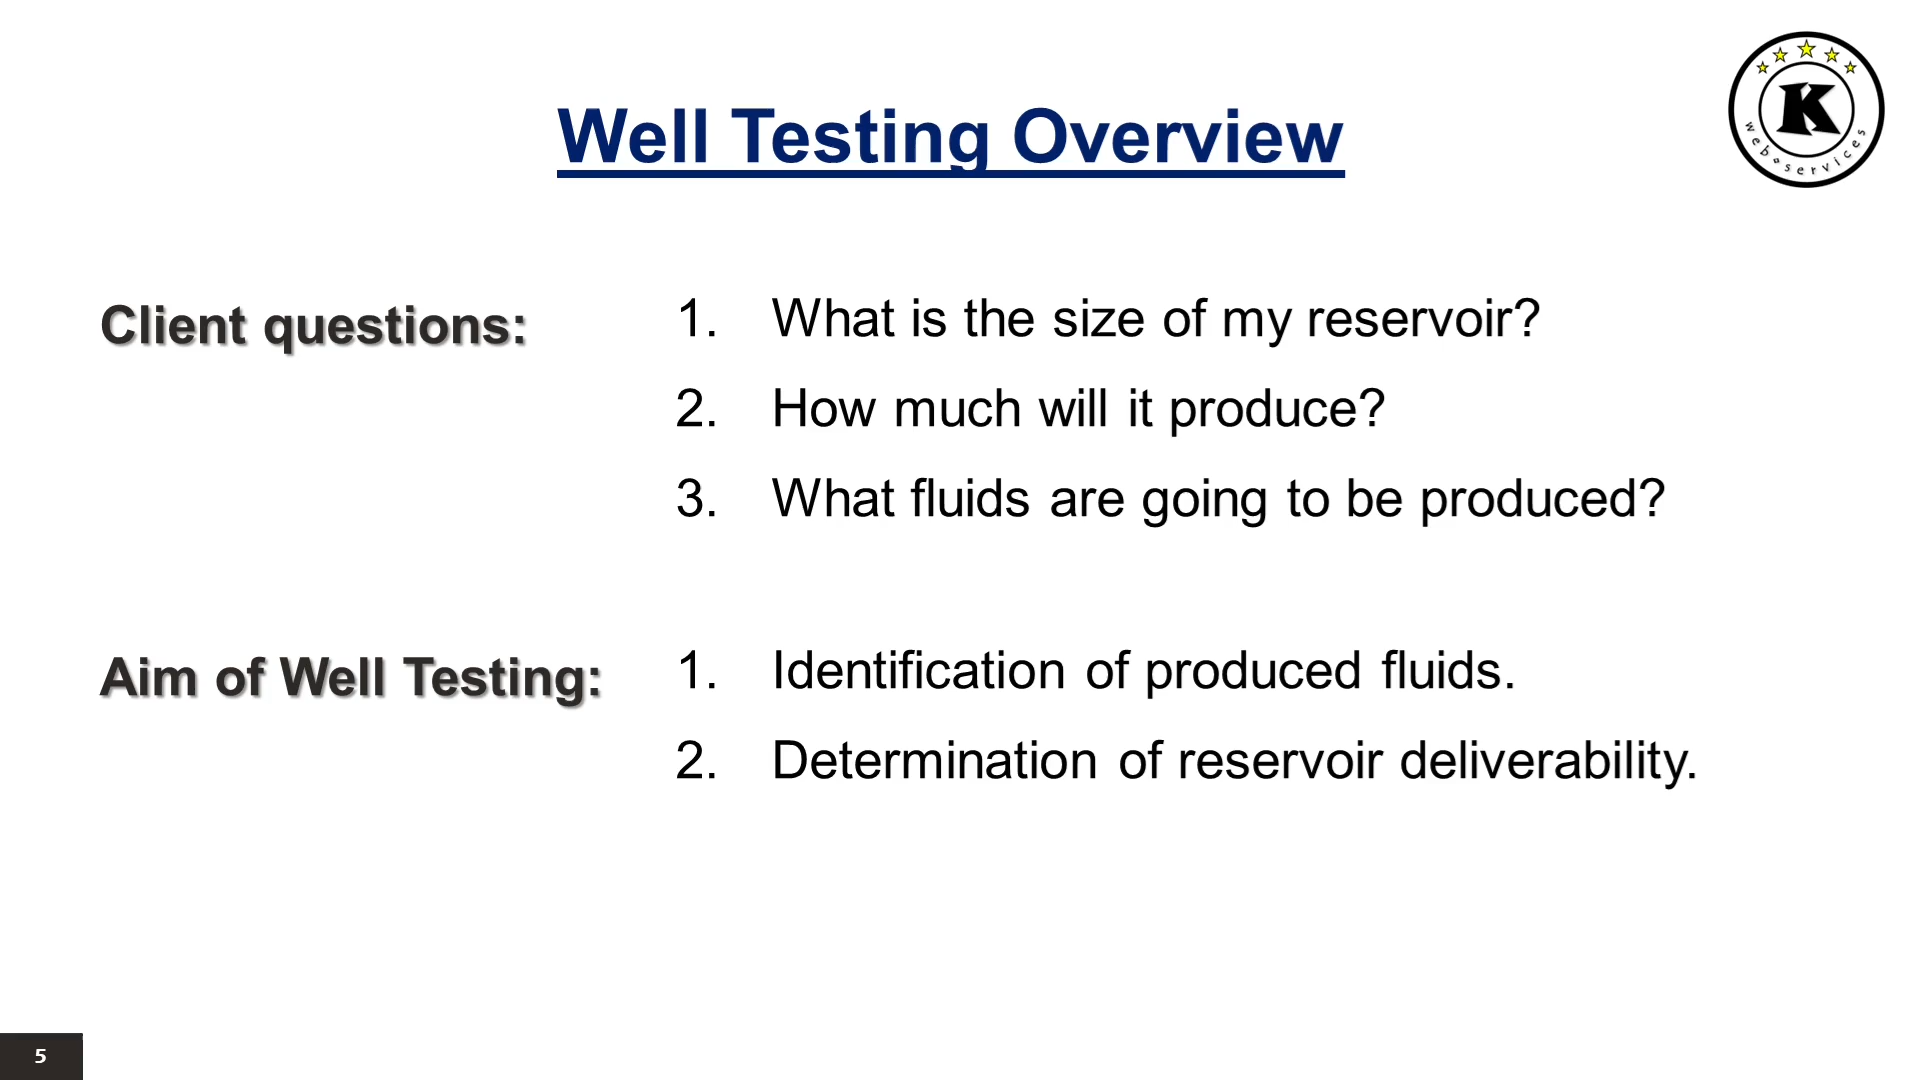 Well Testing Overview
K
web•services
Client questions:
1. What is the size of my reservoir?
2. How much will it produce?
3. What fluids are going to be produced?
Aim of Well Testing:
1. Identification of produced fluids.
2. Determination of reservoir deliverability.
5